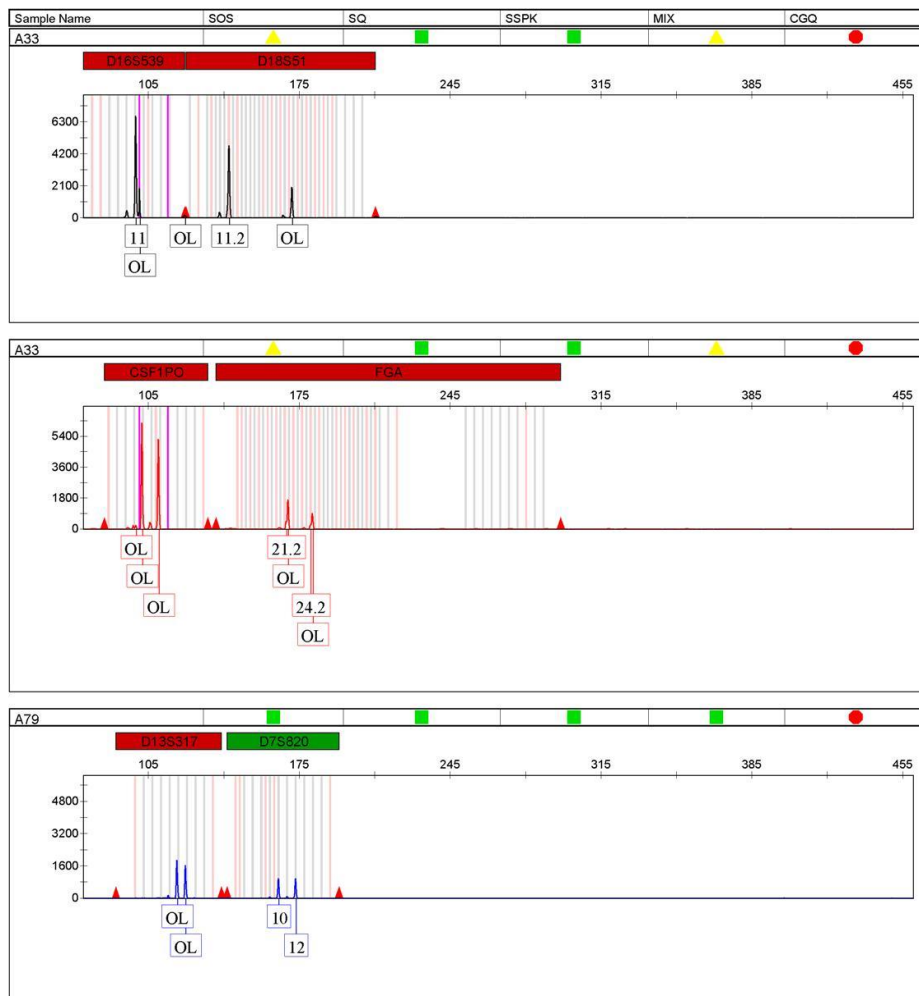 Sample Name SOS SQ SSPK MIX CGQ
A33
D16S539 D18S51
105 175 245 315 385 455
6300
4200
2100
0
11 OL 11.2 OL
OL
A33
CSF1PO FGA
105 175 245 315 385 455
5400
3600
1800
0
OL 21.2
OL OL
OL 24.2
OL
A79
D13S317 D7S820
105 175 245 315 385 455
4800
3200
1600
0
OL 10
OL 12